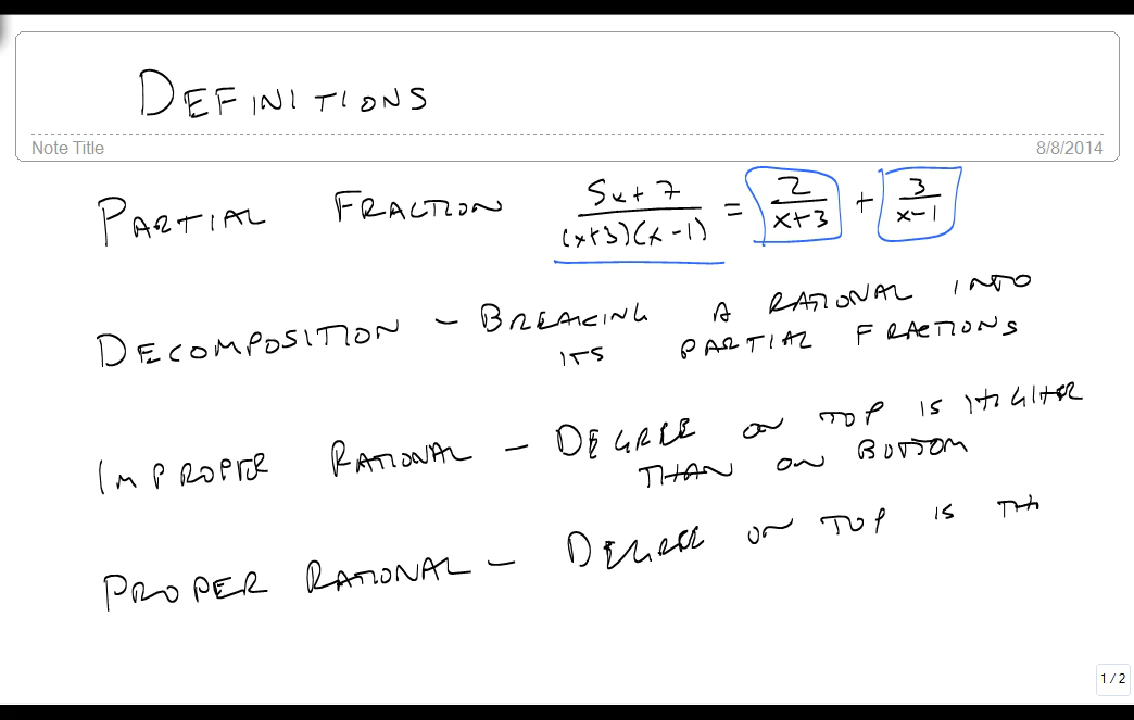 DEFINITIONS
Note Title 8/8/2014
PARTIAL FRACTION 5x+7/(x+3)(x-1) = 2/x+3 + 3/x-1
DECOMPOSITION - BREAKING A RATIONAL INTO
ITS PARTIAL FRACTIONS
IMPROPER RATIONAL - DEGREE ON TOP IS HIGHER
THAN ON BOTTOM
PROPER RATIONAL - DEGREE ON TOP IS TH
1/2